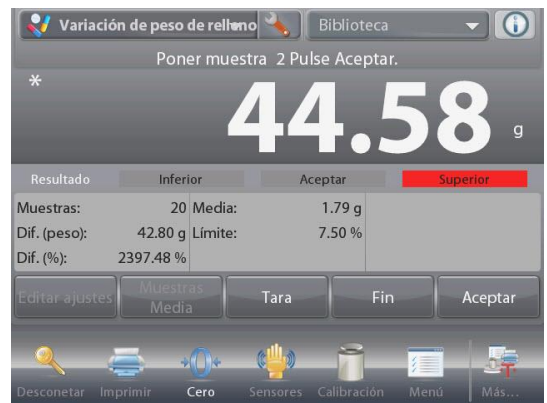 Variación de peso de relleno
Biblioteca
Poner muestra 2 Pulse Aceptar.
*
44.58 g
Resultado Inferior Aceptar Superior
Muestras: 20 Media: 1.79 g
Dif. (peso): 42.80 g Límite: 7.50 %
Dif. (%): 2397.48 %
Editar ajustes Muestras Media Tara Fin Aceptar
Desconetar Imprimir Cero Sensores Calibración Menú Más...